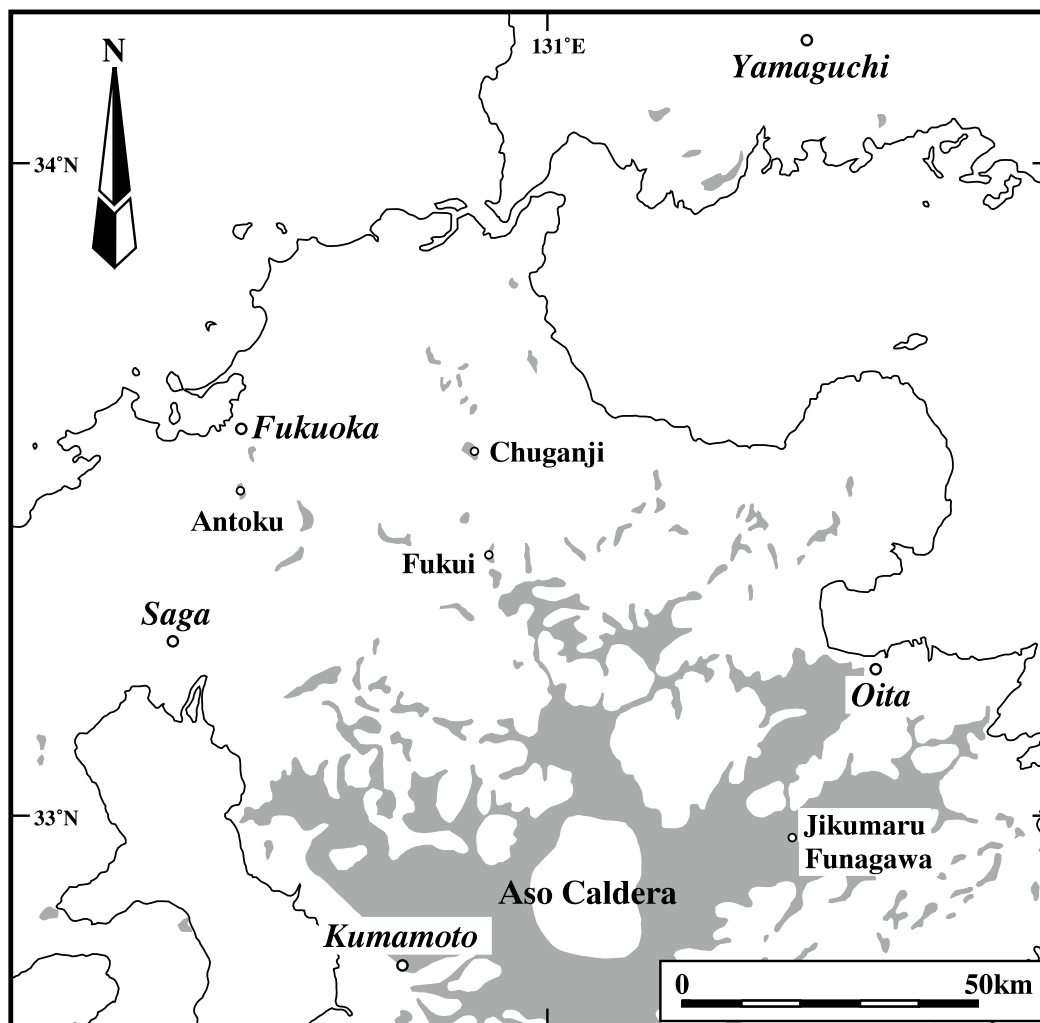 N
131°E
Yamaguchi
34°N
Fukuoka
Chuganji
Antoku
Fukui
Saga
Oita
33°N
Jikumaru
Funagawa
Aso Caldera
Kumamoto
0 50km